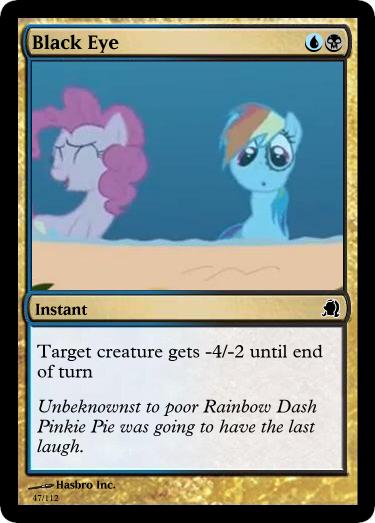 Black Eye
Instant
Target creature gets -4/-2 until end
of turn
Unbeknownst to poor Rainbow Dash
Pinkie Pie was going to have the last
laugh.
Hasbro Inc.
47/112